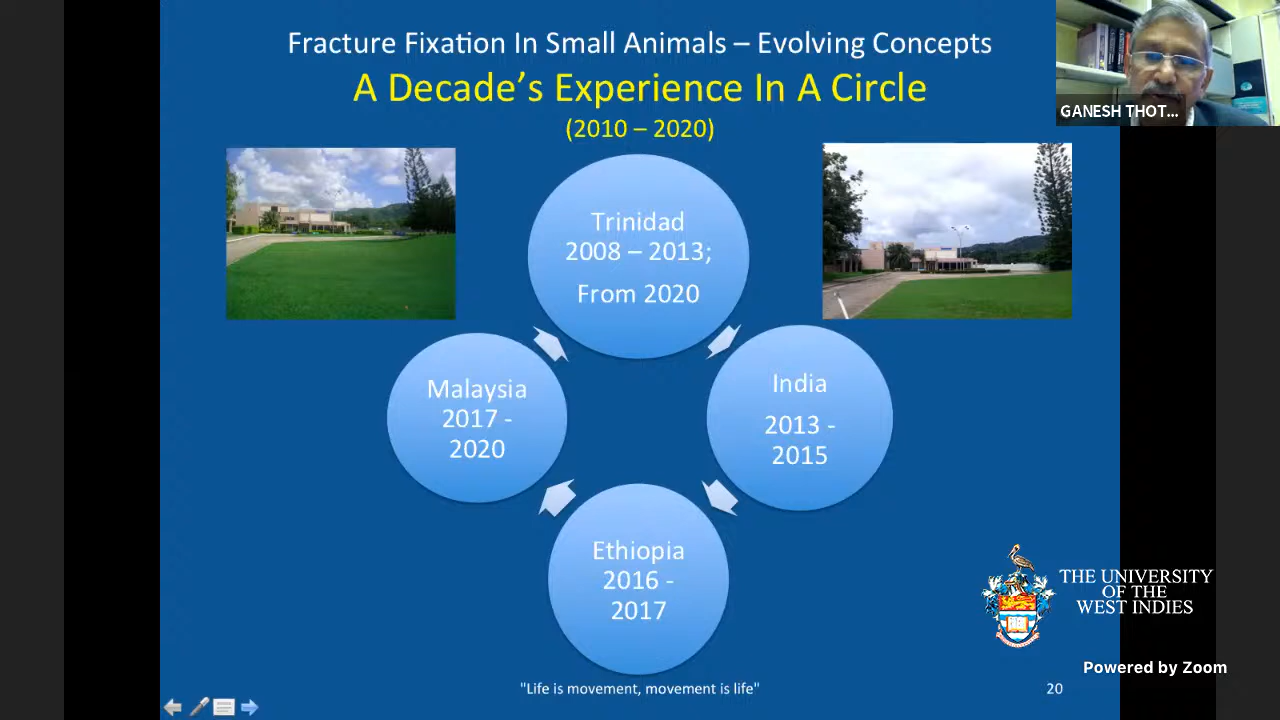 Fracture Fixation In Small Animals – Evolving Concepts
A Decade's Experience In A Circle
(2010 – 2020)
GANESH THOT...
Trinidad
2008 – 2013;
From 2020
Malaysia
2017 -
2020
India
2013 -
2015
Ethiopia
2016 -
2017
THE UNIVERSITY
OF THE
WEST INDIES
Powered by Zoom
"Life is movement, movement is life"
20